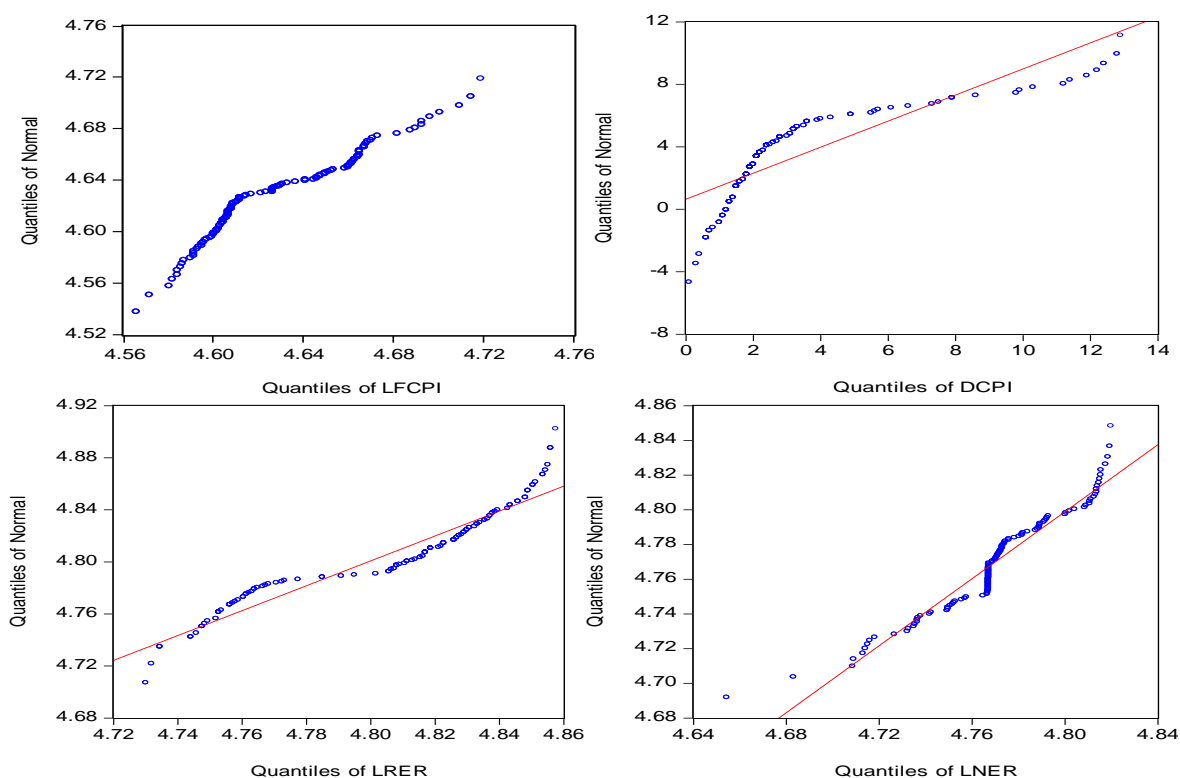 4.76
4.72
4.68
4.64
4.60
4.56
4.52
Quantiles of Normal
4.56 4.60 4.64 4.68 4.72 4.76
Quantiles of LFCPI
12
8
4
0
-4
-8
Quantiles of Normal
0 2 4 6 8 10 12 14
Quantiles of DCPI
4.92
4.88
4.84
4.80
4.76
4.72
4.68
Quantiles of Normal
4.72 4.74 4.76 4.78 4.80 4.82 4.84 4.86
Quantiles of LRER
4.86
4.84
4.82
4.80
4.78
4.76
4.74
4.72
4.70
4.68
Quantiles of Normal
4.64 4.68 4.72 4.76 4.80 4.84
Quantiles of LNER